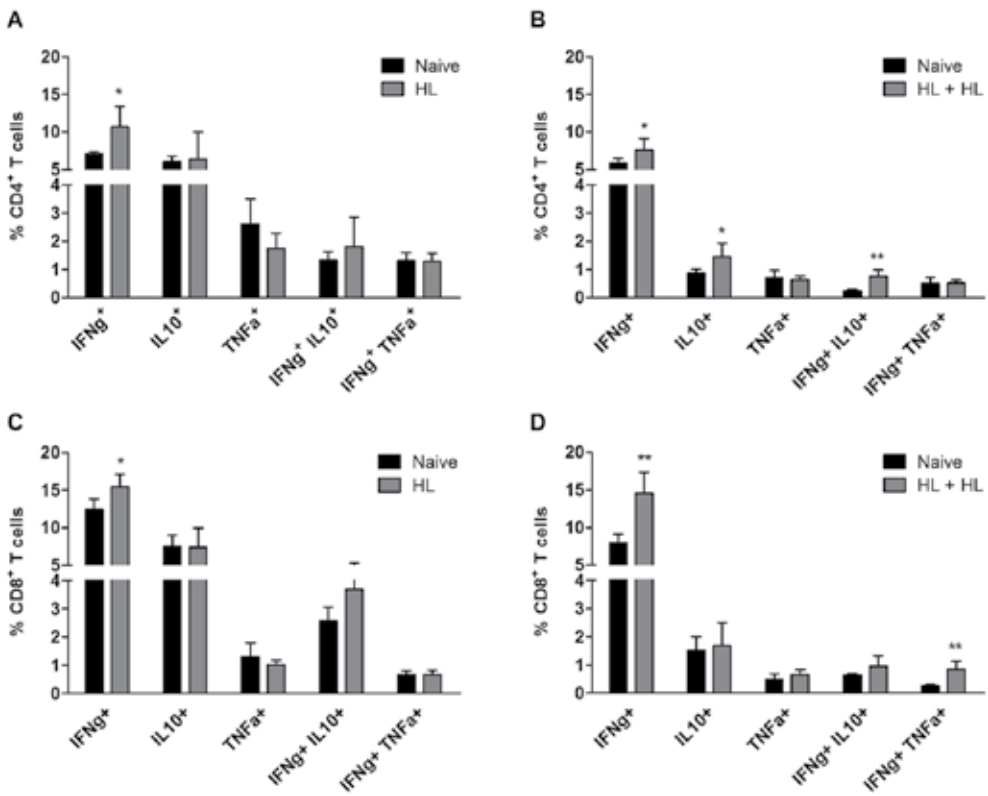 A
20
15
10
5
4
3
2
1
0
% CD4⁺ T cells
*
Naive
HL
IFNg⁺
IL10⁺
TNFa⁺
IFNg⁺ IL10⁺
IFNg⁺ TNFa⁺
B
20
15
10
5
4
3
2
1
0
% CD4⁺ T cells
*
*
**
Naive
HL + HL
IFNg+
IL10+
TNFa+
IFNg+ IL10+
IFNg+ TNFa+
C
20
15
10
5
4
3
2
1
0
% CD8⁺ T cells
*
Naive
HL
IFNg+
IL10+
TNFa+
IFNg+ IL10+
IFNg+ TNFa+
D
20
15
10
5
4
3
2
1
0
% CD8⁺ T cells
**
**
Naive
HL + HL
IFNg+
IL10+
TNFa+
IFNg+ IL10+
IFNg+ TNFa+